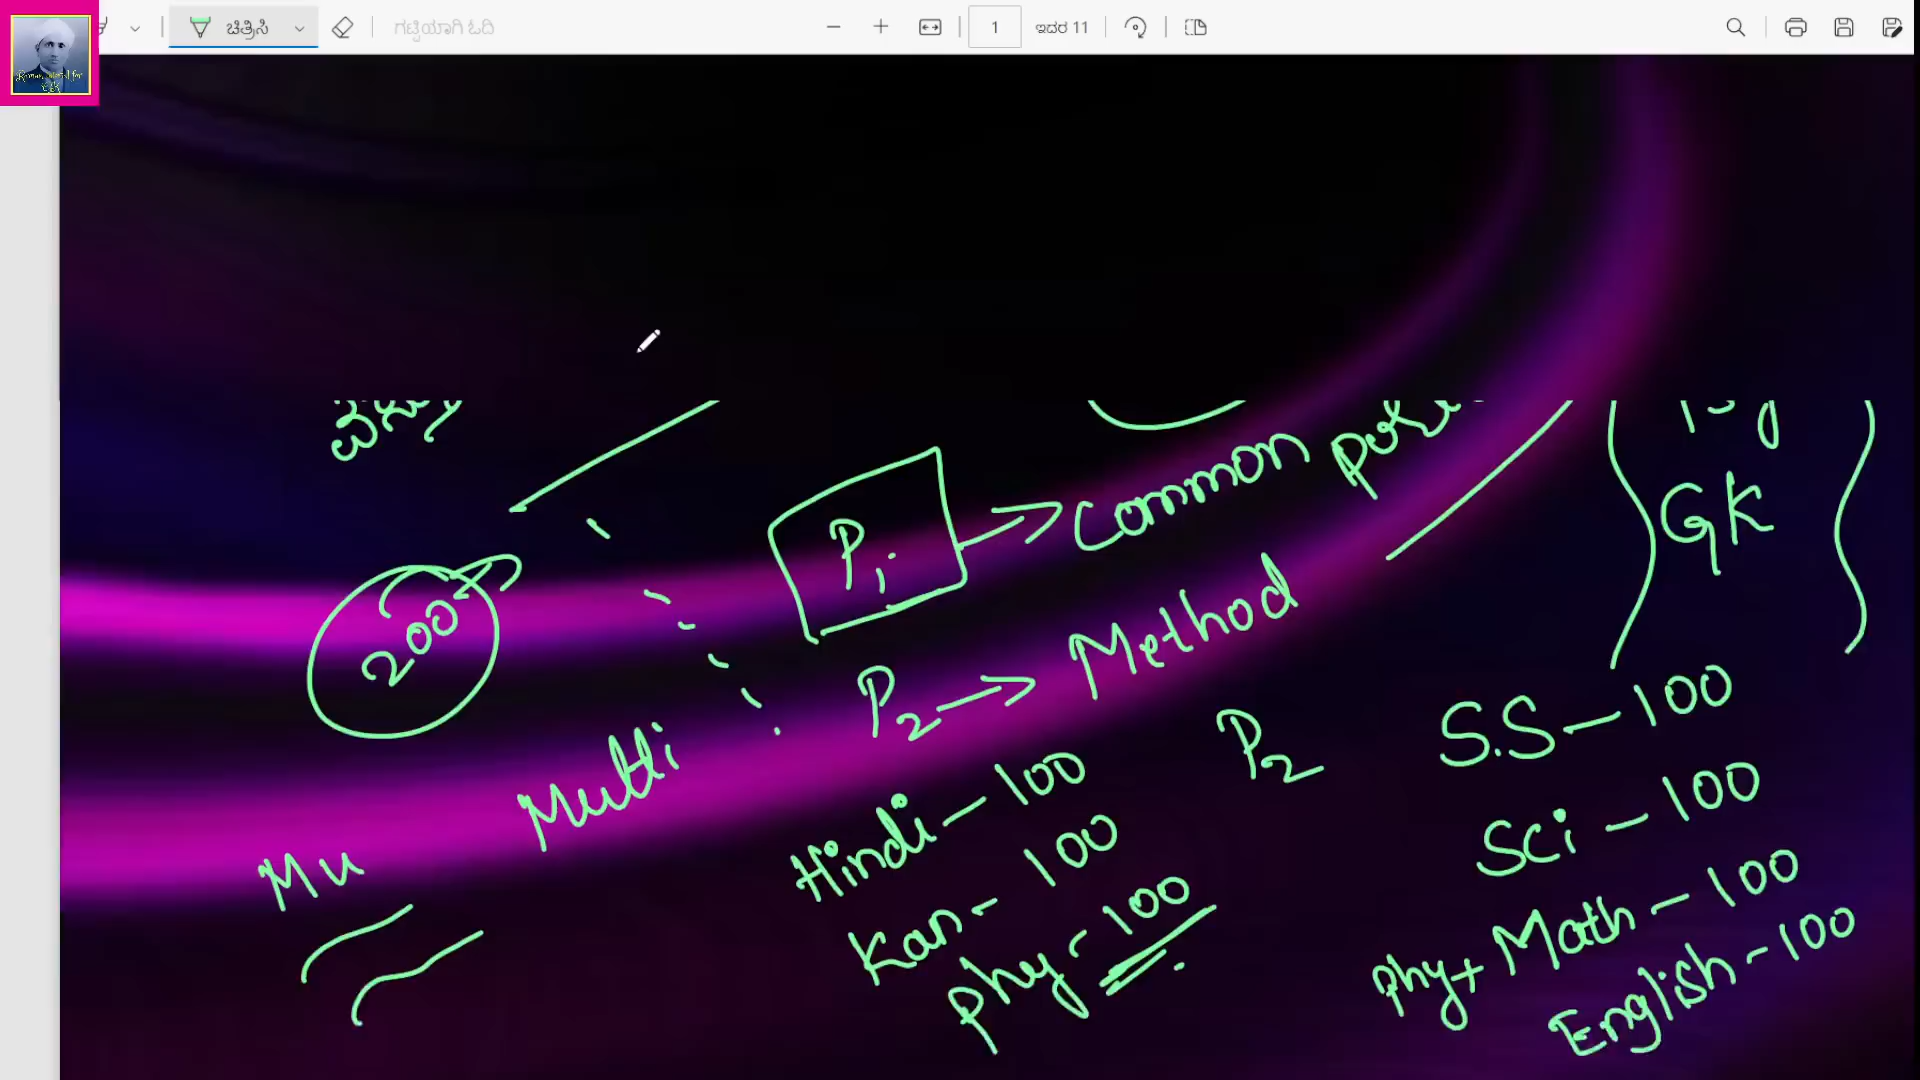 ಚಿತ್ರಿಸಿ ಗಟ್ಟಿಯಾಗಿ ಓದಿ 1 ಇದರ 11
GK
P1 → Common
200
P2 → Method
P2
S.S - 100
Multi
Hindi - 100
Sci - 100
Mu
Kan - 100
Phy - 100
Phy + Math - 100
English - 100